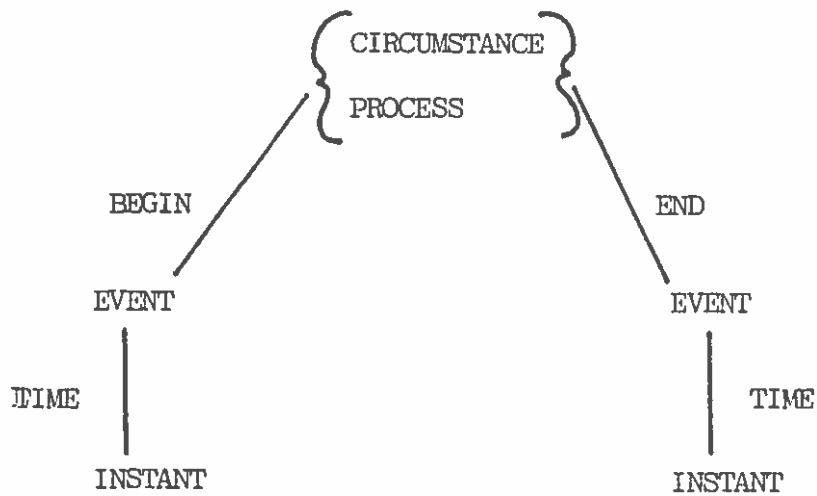 CIRCUMSTANCE
PROCESS
BEGIN END
EVENT EVENT
TIME TIME
INSTANT INSTANT